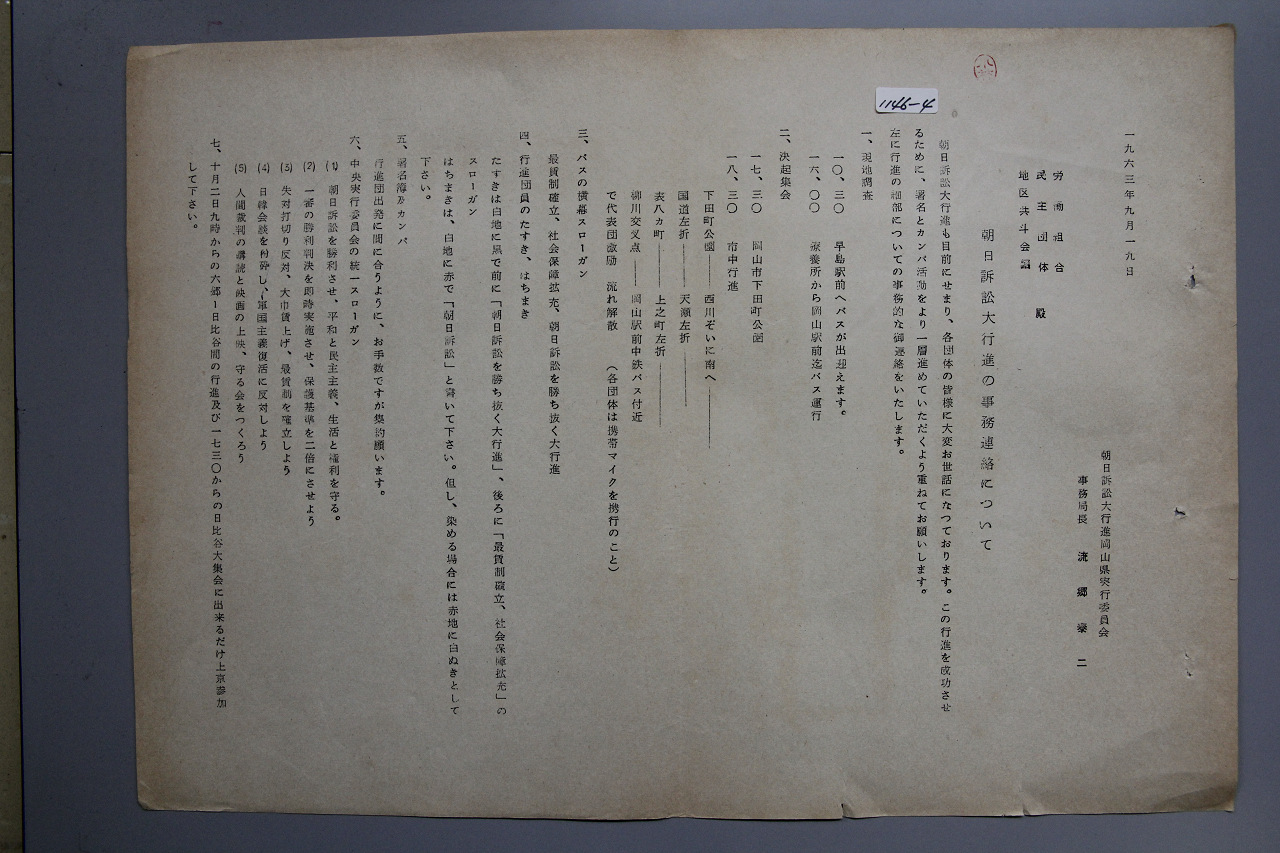 1146-4
一九六三年九月一九日
朝日訴訟大行進岡山県実行委員会
事務局長 流郷 二
労働組合
民主団体 殿
地区共斗会議
朝日訴訟大行進の事務連絡について
朝日訴訟大行進も目前にせまり、各団体の皆様に大変お世話になつております。この行進を成功させ
るために、署名とカンパ活動をより一層進めていただくよう重ねてお願いします。
左に行進の細部についての事務的な御連絡をいたします。
一、現地調査
一〇、三〇 早島駅前へバスが出迎えます。
一六、〇〇 療養所から岡山駅前迄バス運行
二、決起集会
一七、三〇 岡山市下田町公園
一八、三〇 市中行進
下田町公園――西川ぞいに南へ――
国道左折――天瀬左折――
表八カ町――上之町左折――
柳川交叉点――岡山駅前中鉄バス付近
で代表団激励 流れ解散 (各団体は携帯マイクを携行のこと)
三、バスの横幕スローガン
最賃制確立、社会保障拡充、朝日訴訟を勝ち抜く大行進
四、行進団員のたすき、はちまき
たすきは白地に黒で前に「朝日訴訟を勝ち抜く大行進」、後ろに「最賃制確立、社会保障拡充」の
スローガン
はちまきは、白地に赤で「朝日訴訟」と書いて下さい。但し、染める場合には赤地に白ぬきとして
下さい。
五、署名簿及カンパ
行進団出発に間に合うように、お手数ですが集約願います。
六、中央実行委員会の統一スローガン
(1) 朝日訴訟を勝利させ、平和と民主主義、生活と権利を守る。
(2) 一審の勝利判決を即時実施させ、保護基準を二倍にさせよう
(3) 失対打切り反対、大巾賃上げ、最賃制を確立しよう
(4) 日韓会談を粉砕し、軍国主義復活に反対しよう
(5) 人間裁判の購読と映画の上映、守る会をつくろう
七、十月二日九時からの六郷―日比谷間の行進及び一七三〇からの日比谷大集会に出来るだけ上京参加
して下さい。